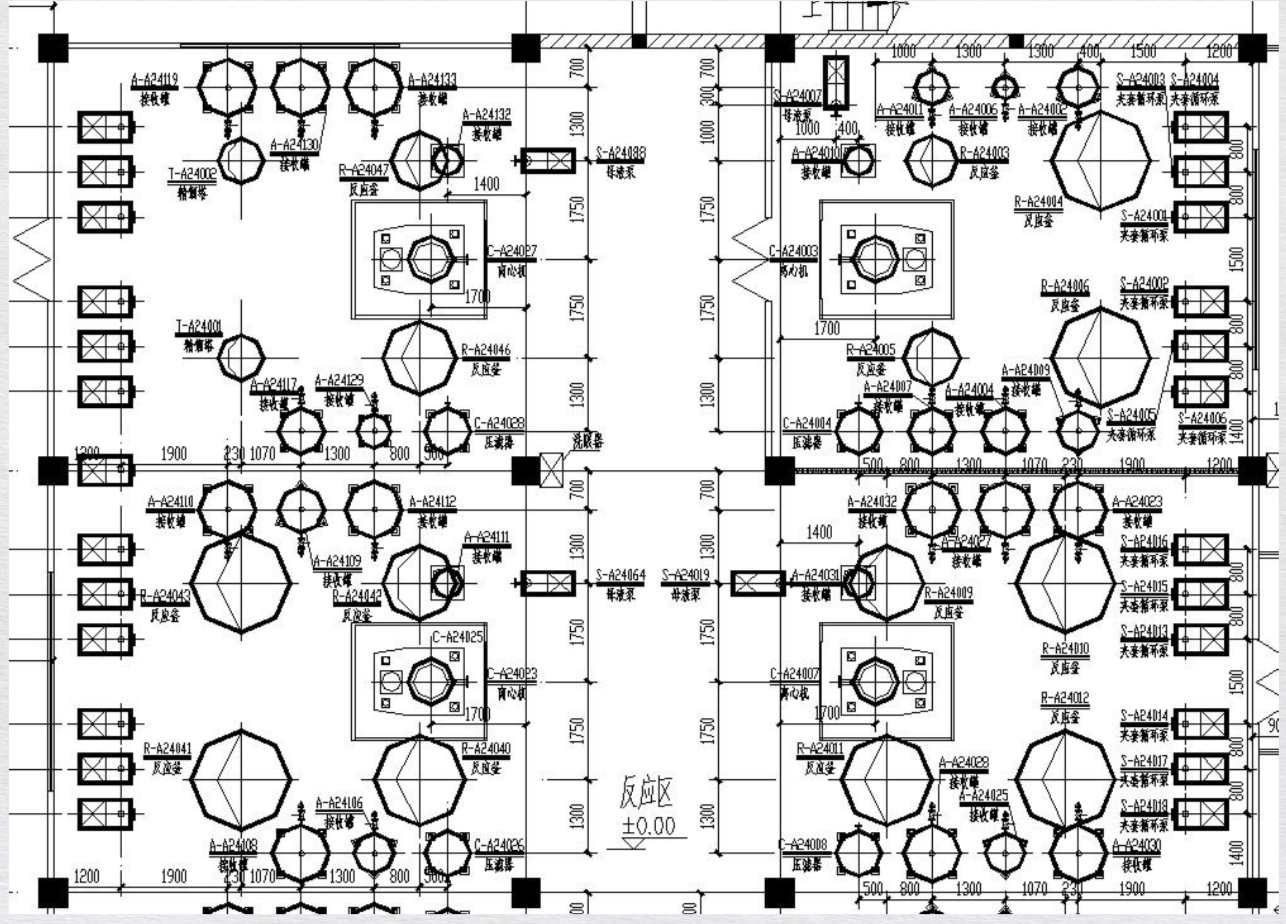 A-A24119
接收罐
A-A24133
接收罐
A-A24132
接收罐
A-A24130
接收罐
T-A24002
精馏塔
R-A24047
反应釜
S-A24088
母液泵
1400
C-A24027
离心机
1700
T-A24001
精馏塔
R-A24046
反应釜
A-A24117
接收罐
A-A24129
接收罐
C-A24028
压滤器
洗眼器
1200
1900
230
1070
1300
800
500
700
1300
1750
1750
1300
700
300
1000
1750
1750
1300
1000
1300
1300
400
1500
1200
S-A24007
母液泵
A-A24011
接收罐
A-A24006
接收罐
A-A24002
接收罐
S-A24003
夹套循环泵
S-A24004
夹套循环泵
1000
400
A-A24010
接收罐
R-A24003
反应釜
R-A24004
反应釜
S-A24001
夹套循环泵
800
800
1500
C-A24003
离心机
1700
R-A24006
反应釜
S-A24002
夹套循环泵
R-A24005
反应釜
A-A24007
接收罐
A-A24004
接收罐
A-A24009
接收罐
C-A24004
压滤器
S-A24005
夹套循环泵
S-A24006
夹套循环泵
800
800
1400
500
800
1300
1070
230
1900
1200
A-A24110
接收罐
A-A24112
接收罐
A-A24111
接收罐
A-A24109
接收罐
R-A24043
反应釜
R-A24042
反应釜
S-A24064
母液泵
C-A24025
C-A24023
离心机
1700
R-A24041
反应釜
R-A24040
反应釜
A-A24106
接收罐
A-A24108
接收罐
C-A24026
压滤器
1200
1900
230
1070
1300
800
500
700
1300
1750
1750
1300
700
1300
1750
1750
1300
反应区
±0.00
A-A24032
接收罐
A-A24023
接收罐
A-A24027
接收罐
1400
S-A24019
母液泵
A-A24031
接收罐
R-A24009
反应釜
S-A24016
夹套循环泵
S-A24015
夹套循环泵
S-A24013
夹套循环泵
800
800
1500
R-A24010
反应釜
C-A24007
离心机
1700
R-A24012
反应釜
S-A24014
夹套循环泵
S-A24017
夹套循环泵
S-A24018
夹套循环泵
800
800
1400
R-A24011
反应釜
A-A24028
接收罐
A-A24025
接收罐
C-A24008
压滤器
A-A24030
接收罐
500
800
1300
1070
230
1900
1200